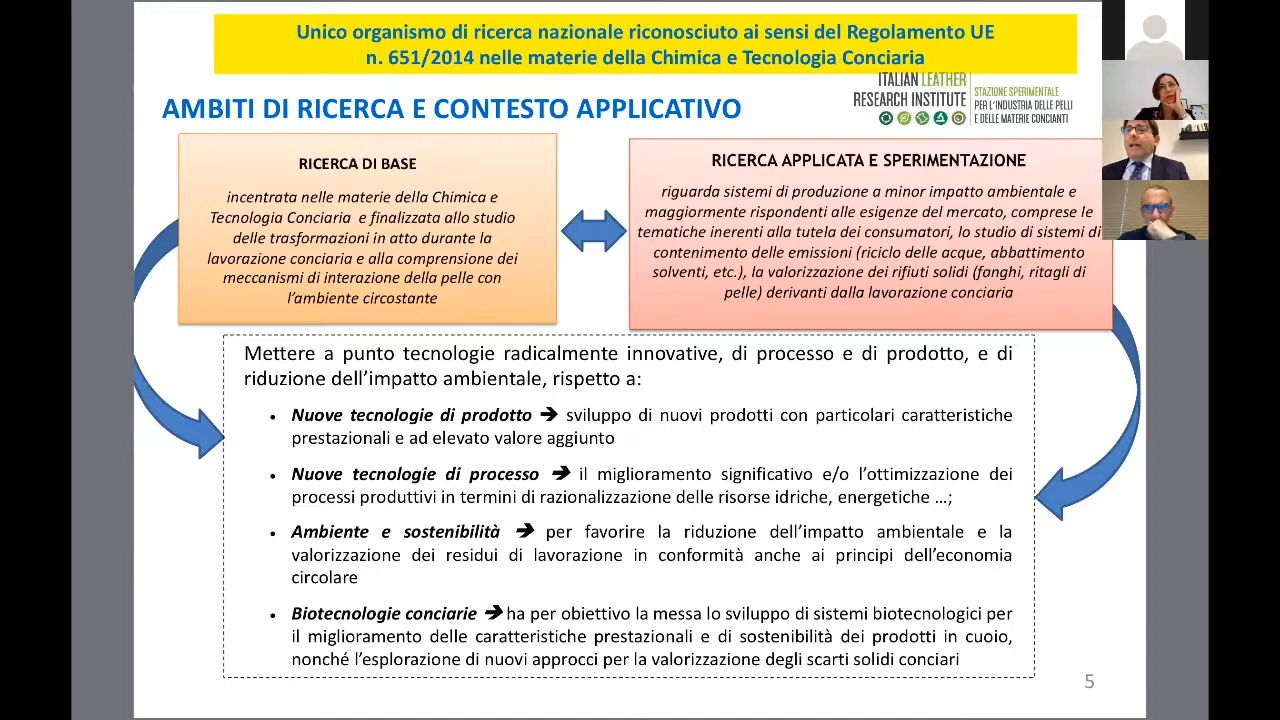 Unico organismo di ricerca nazionale riconosciuto ai sensi del Regolamento UE
n. 651/2014 nelle materie della Chimica e Tecnologia Conciaria
AMBITI DI RICERCA E CONTESTO APPLICATIVO
ITALIAN LEATHER
RESEARCH INSTITUTE
STAZIONE SPERIMENTALE
PER L'INDUSTRIA DELLE PELLI
E DELLE MATERIE CONCIANTI
RICERCA DI BASE
incentrata nelle materie della Chimica e
Tecnologia Conciaria e finalizzata allo studio
delle trasformazioni in atto durante la
lavorazione conciaria e alla comprensione dei
meccanismi di interazione della pelle con
l'ambiente circostante
RICERCA APPLICATA E SPERIMENTAZIONE
riguarda sistemi di produzione a minor impatto ambientale e
maggiormente rispondenti alle esigenze del mercato, comprese le
tematiche inerenti alla tutela dei consumatori, lo studio di sistemi di
contenimento delle emissioni (riciclo delle acque, abbattimento
solventi, etc.), la valorizzazione dei rifiuti solidi (fanghi, ritagli di
pelle) derivanti dalla lavorazione conciaria
Mettere a punto tecnologie radicalmente innovative, di processo e di prodotto, e di
riduzione dell'impatto ambientale, rispetto a:
• Nuove tecnologie di prodotto ➔ sviluppo di nuovi prodotti con particolari caratteristiche
prestazionali e ad elevato valore aggiunto
• Nuove tecnologie di processo ➔ il miglioramento significativo e/o l'ottimizzazione dei
processi produttivi in termini di razionalizzazione delle risorse idriche, energetiche …;
• Ambiente e sostenibilità ➔ per favorire la riduzione dell'impatto ambientale e la
valorizzazione dei residui di lavorazione in conformità anche ai principi dell'economia
circolare
• Biotecnologie conciarie ➔ ha per obiettivo la messa lo sviluppo di sistemi biotecnologici per
il miglioramento delle caratteristiche prestazionali e di sostenibilità dei prodotti in cuoio,
nonché l'esplorazione di nuovi approcci per la valorizzazione degli scarti solidi conciari
5